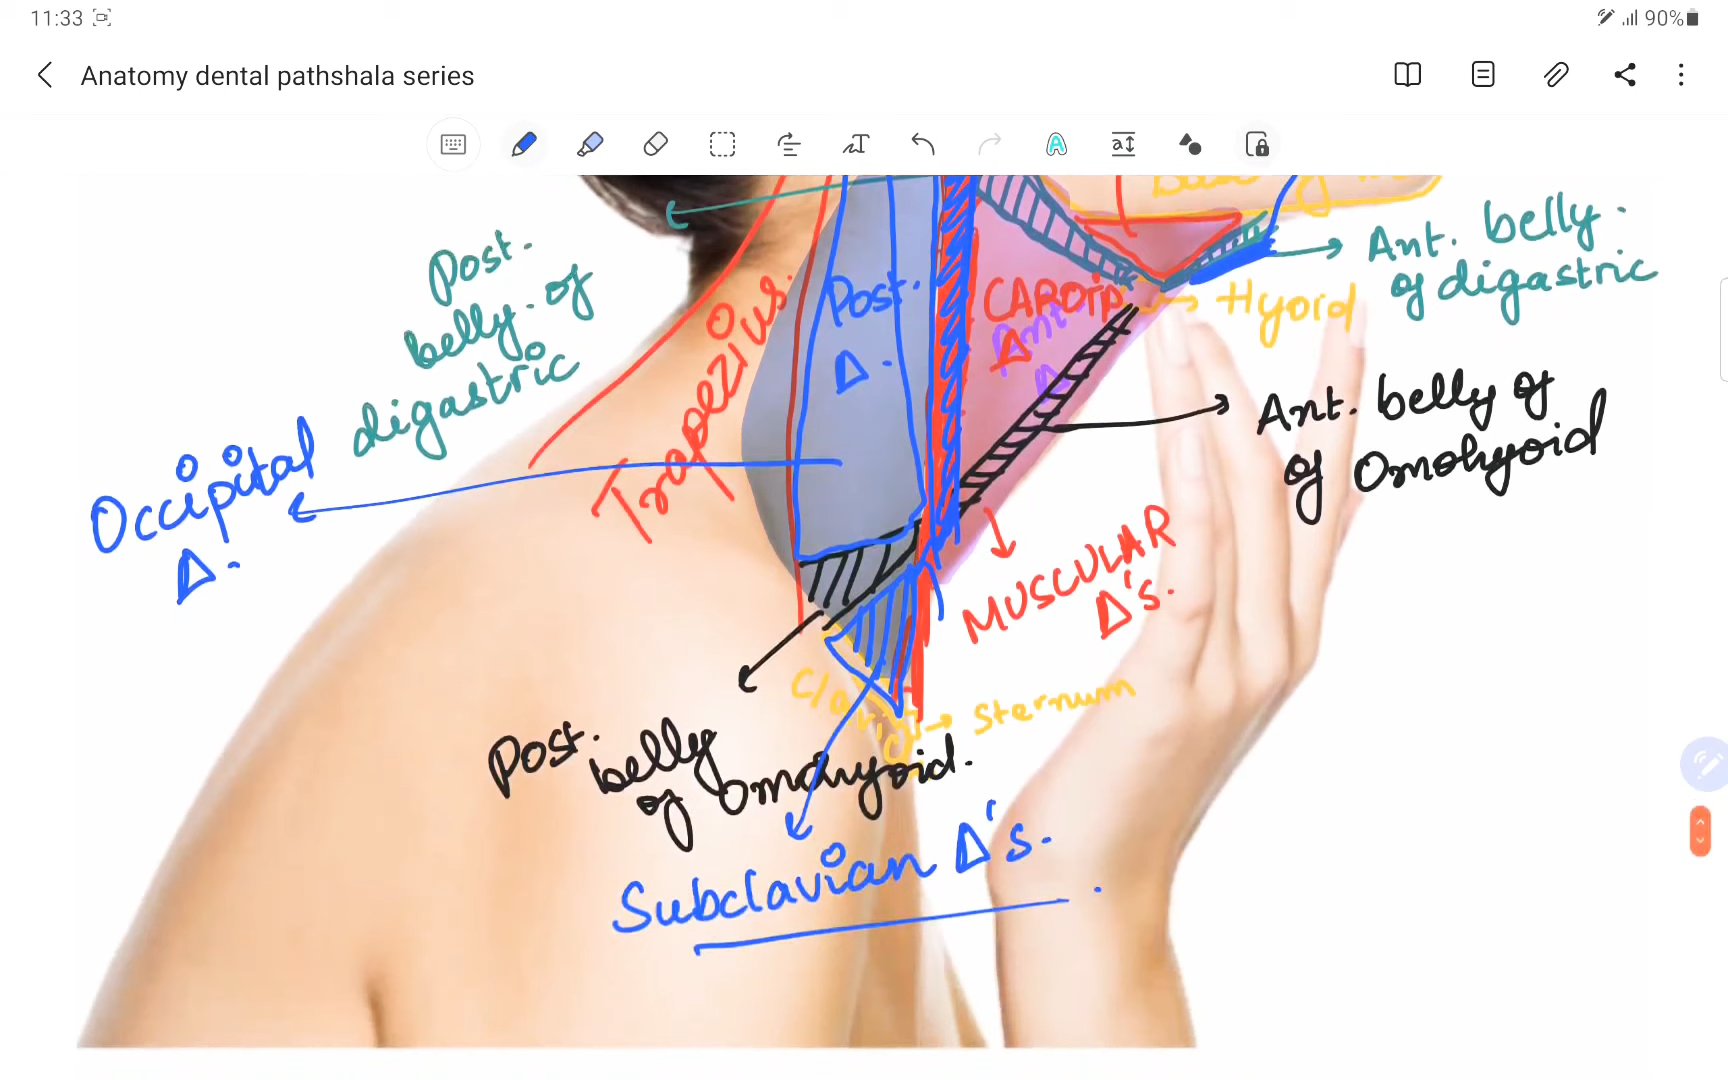 11:33
90%
Anatomy dental pathshala series
Post.
belly of
digastric
Ant. belly
of digastric
Post.
Δ.
CAROTID
Δ
Ant
Δ
Hyoid
Trapezius.
Occipital
Δ.
Ant. belly of
of Omohyoid
MUSCULAR
Δ's.
Sternum
Post. belly
of omohyoid.
Subclavian Δ's.